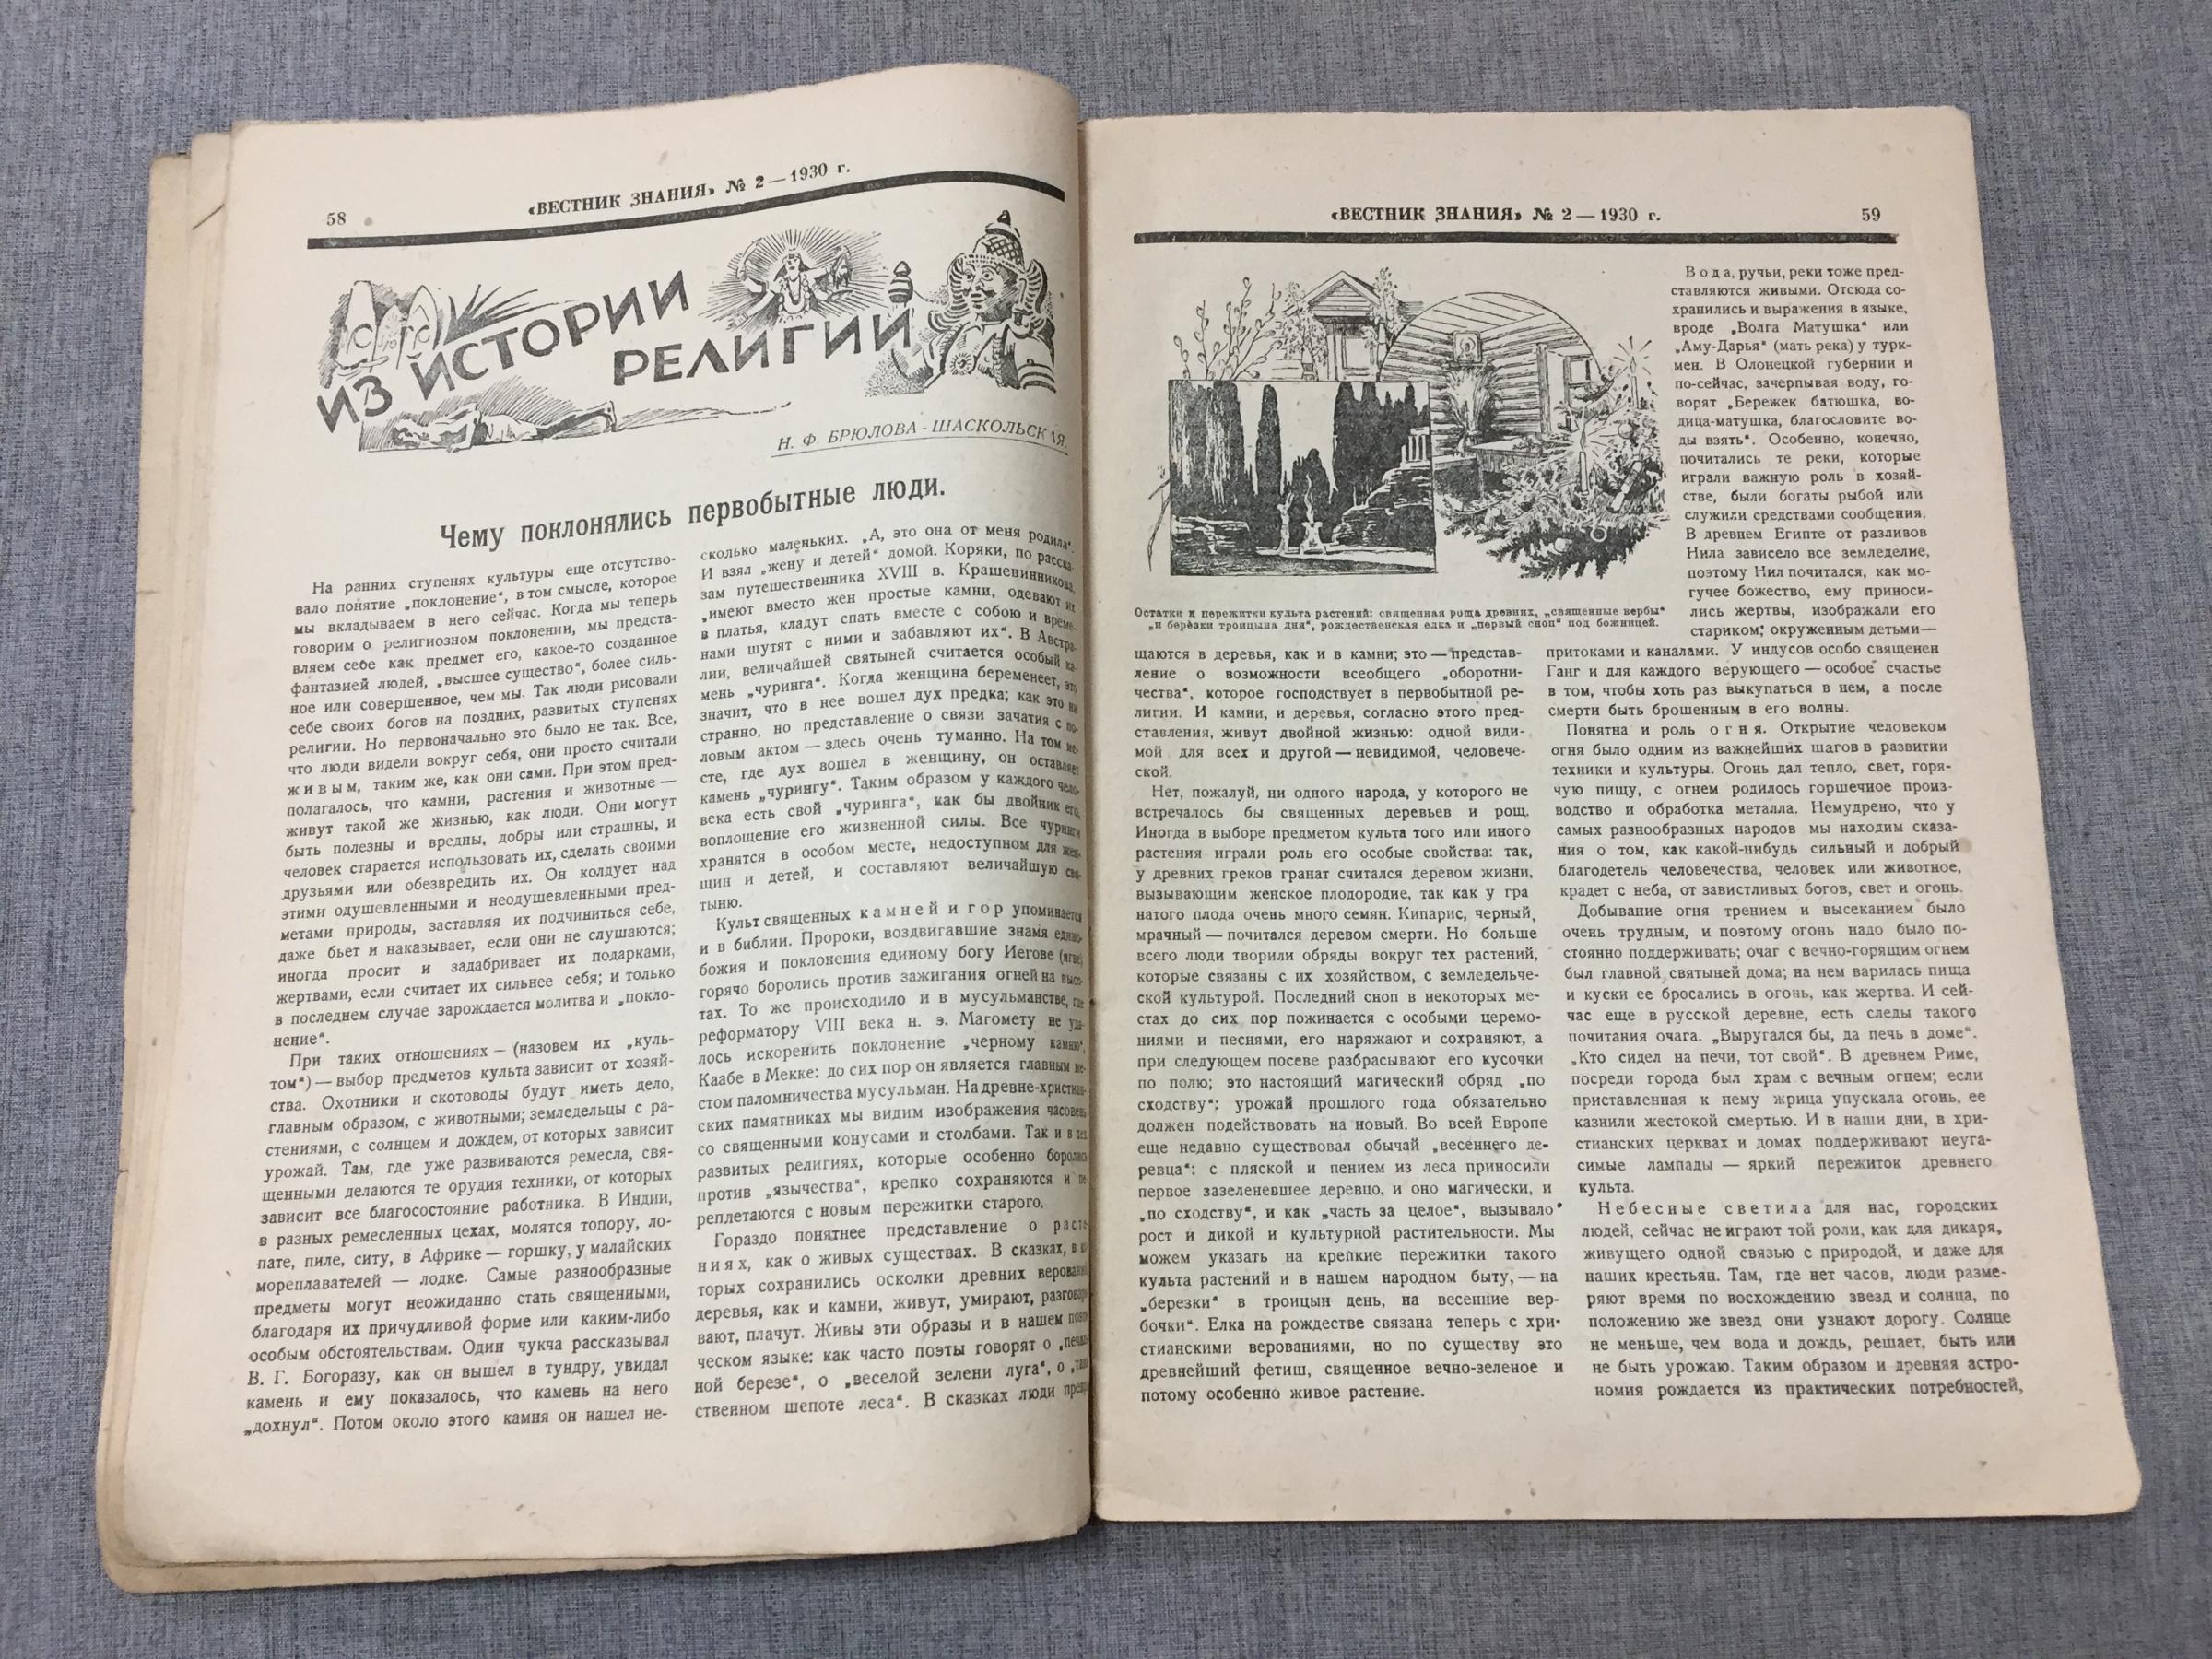 58
«ВЕСТНИК ЗНАНИЯ» № 2 — 1930 г.
ИЗ ИСТОРИИ
РЕЛИГИИ
Н. Ф. БРЮЛОВА-ШАСКОЛЬСКАЯ.
Чему поклонялись первобытные люди.
На ранних ступенях культуры еще отсутство-
вало понятие „поклонение“, в том смысле, которое
мы вкладываем в него сейчас. Когда мы теперь
говорим о религиозном поклонении, мы предста-
вляем себе как предмет его, какое-то созданное
фантазией людей, „высшее существо“, более силь-
ное или совершенное, чем мы. Так люди рисовали
себе своих богов на поздних, развитых ступенях
религии. Но первоначально это было не так. Все,
что люди видели вокруг себя, они просто считали
живым, таким же, как они сами. При этом пред-
полагалось, что камни, растения и животные —
живут такой же жизнью, как люди. Они могут
быть полезны и вредны, добры или страшны, и
человек старается использовать их, сделать своими
друзьями или обезвредить их. Он колдует над
этими одушевленными и неодушевленными пред-
метами природы, заставляя их подчиниться себе,
даже бьет и наказывает, если они не слушаются;
иногда просит и задабривает их подарками,
жертвами, если считает их сильнее себя; и только
в последнем случае зарождается молитва и „покло-
нение“.
При таких отношениях — (назовем их „куль-
том“) — выбор предметов культа зависит от хозяй-
ства. Охотники и скотоводы будут иметь дело,
главным образом, с животными; земледельцы с ра-
стениями, с солнцем и дождем, от которых зависит
урожай. Там, где уже развиваются ремесла, свя-
щенными делаются те орудия техники, от которых
зависит все благосостояние работника. В Индии,
в разных ремесленных цехах, молятся топору, ло-
пате, пиле, ситу, в Африке — горшку, у малайских
мореплавателей — лодке. Самые разнообразные
предметы могут неожиданно стать священными,
благодаря их причудливой форме или каким-либо
особым обстоятельствам. Один чукча рассказывал
В. Г. Богоразу, как он вышел в тундру, увидал
камень и ему показалось, что камень на него
„дохнул“. Потом около этого камня он нашел не-
сколько маленьких. „А, это она от меня родила“.
И взял „жену и детей“ домой. Коряки, по расска-
зам путешественника XVIII в. Крашенинникова,
„имеют вместо жен простые камни, одевают их
в платья, кладут спать вместе с собою и време-
нами шутят с ними и забавляют их“. В Австра-
лии, величайшей святыней считается особый ка-
мень „чуринга“. Когда женщина беременеет, это
значит, что в нее вошел дух предка; как это ни
странно, но представление о связи зачатия с по-
ловым актом — здесь очень туманно. На том ме-
сте, где дух вошел в женщину, он оставляет
камень „чурингу“. Таким образом у каждого чело-
века есть свой „чуринга“, как бы двойник его,
воплощение его жизненной силы. Все чуринги
хранятся в особом месте, недоступном для жен-
щин и детей, и составляют величайшую свя-
тыню.
Культ священных камней и гор упоминается
и в библии. Пророки, воздвигавшие знамя едино-
божия и поклонения единому богу Иегове (ягве)
горячо боролись против зажигания огней на высо-
тах. То же происходило и в мусульманстве, где
реформатору VIII века н. э. Магомету не уда-
лось искоренить поклонение „черному камню“,
Каабе в Мекке: до сих пор он является главным ме-
стом паломничества мусульман. На древне-христиан-
ских памятниках мы видим изображения часовень
со священными конусами и столбами. Так и в тех
развитых религиях, которые особенно боролись
против „язычества“, крепко сохраняются и пе-
реплетаются с новым пережитки старого.
Гораздо понятнее представление о расте-
ниях, как о живых существах. В сказках, в ко-
торых сохранились осколки древних верований,
деревья, как и камни, живут, умирают, разговари-
вают, плачут. Живы эти образы и в нашем поэти-
ческом языке: как часто поэты говорят о „печаль-
ной березе“, о „веселой зелени луга“, о „таин-
ственном шепоте леса“. В сказках люди превра-
«ВЕСТНИК ЗНАНИЯ» № 2 — 1930 г.
59
Остатки и пережитки культа растений: священная роща древних, „священные вербы“
„и берёзки троицына дня“, рождественская елка и „первый сноп“ под божницей.
щаются в деревья, как и в камни; это — представ-
ление о возможности всеобщего „оборотни-
чества“, которое господствует в первобытной ре-
лигии. И камни, и деревья, согласно этого пред-
ставления, живут двойной жизнью: одной види-
мой для всех и другой — невидимой, человече-
ской.
Нет, пожалуй, ни одного народа, у которого не
встречалось бы священных деревьев и рощ.
Иногда в выборе предметом культа того или иного
растения играли роль его особые свойства: так,
у древних греков гранат считался деревом жизни,
вызывающим женское плодородие, так как у гра
натого плода очень много семян. Кипарис, черный,
мрачный — почитался деревом смерти. Но больше
всего люди творили обряды вокруг тех растений,
которые связаны с их хозяйством, с земледельче-
ской культурой. Последний сноп в некоторых ме-
стах до сих пор пожинается с особыми церемо-
ниями и песнями, его наряжают и сохраняют, а
при следующем посеве разбрасывают его кусочки
по полю; это настоящий магический обряд „по
сходству“: урожай прошлого года обязательно
должен подействовать на новый. Во всей Европе
еще недавно существовал обычай „весеннего де-
ревца“: с пляской и пением из леса приносили
первое зазеленевшее деревцо, и оно магически, и
„по сходству“, и как „часть за целое“, вызывало
рост и дикой и культурной растительности. Мы
можем указать на крепкие пережитки такого
культа растений и в нашем народном быту, — на
„березки“ в троицын день, на весенние вер-
бочки“. Елка на рождестве связана теперь с хри-
стианскими верованиями, но по существу это
древнейший фетиш, священное вечно-зеленое и
потому особенно живое растение.
Вода, ручьи, реки тоже пред-
ставляются живыми. Отсюда со-
хранились и выражения в языке,
вроде „Волга Матушка“ или
„Аму-Дарья“ (мать река) у турк-
мен. В Олонецкой губернии и
по-сейчас, зачерпывая воду, го-
ворят „Бережек батюшка, во-
дица-матушка, благословите во-
ды взять“. Особенно, конечно,
почитались те реки, которые
играли важную роль в хозяй-
стве, были богаты рыбой или
служили средствами сообщения.
В древнем Египте от разливов
Нила зависело все земледелие,
поэтому Нил почитался, как мо-
гучее божество, ему приноси-
лись жертвы, изображали его
стариком, окруженным детьми—
притоками и каналами. У индусов особо священен
Ганг и для каждого верующего — особое счастье
в том, чтобы хоть раз выкупаться в нем, а после
смерти быть брошенным в его волны.
Понятна и роль огня. Открытие человеком
огня было одним из важнейших шагов в развитии
техники и культуры. Огонь дал тепло, свет, горя-
чую пищу, с огнем родилось горшечное произ-
водство и обработка металла. Немудрено, что у
самых разнообразных народов мы находим сказа-
ния о том, как какой-нибудь сильный и добрый
благодетель человечества, человек или животное,
крадет с неба, от завистливых богов, свет и огонь.
Добывание огня трением и высеканием было
очень трудным, и поэтому огонь надо было по-
стоянно поддерживать; очаг с вечно-горящим огнем
был главной святыней дома; на нем варилась пища
и куски ее бросались в огонь, как жертва. И сей-
час еще в русской деревне, есть следы такого
почитания очага. „Выругался бы, да печь в доме“.
„Кто сидел на печи, тот свой“. В древнем Риме,
посреди города был храм с вечным огнем; если
приставленная к нему жрица упускала огонь, ее
казнили жестокой смертью. И в наши дни, в хри-
стианских церквах и домах поддерживают неуга-
симые лампады — яркий пережиток древнего
культа.
Небесные светила для нас, городских
людей, сейчас не играют той роли, как для дикаря,
живущего одной связью с природой, и даже для
наших крестьян. Там, где нет часов, люди разме-
ряют время по восхождению звезд и солнца, по
положению же звезд они узнают дорогу. Солнце
не меньше, чем вода и дождь, решает, быть или
не быть урожаю. Таким образом и древняя астро-
номия рождается из практических потребностей,